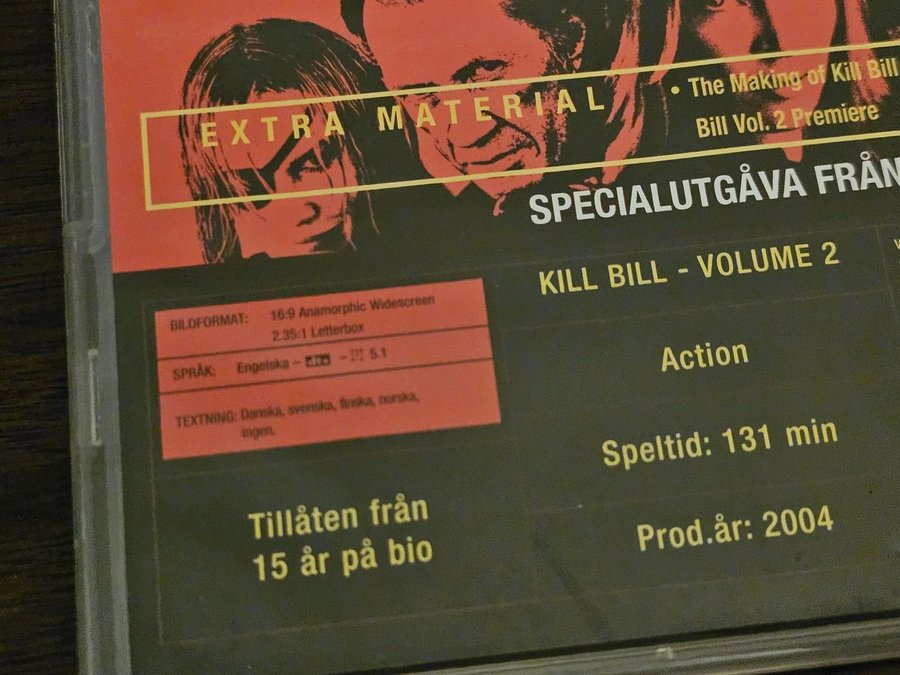 EXTRA MATERIAL
• The Making of Kill Bill
Bill Vol. 2 Premiere
SPECIALUTGÅVA FRÅN
KILL BILL - VOLUME 2
BILDFORMAT: 16:9 Anamorphic Widescreen
2.35:1 Letterbox
SPRÅK: Engelska – – 5.1
TEXTNING: Danska, svenska, finska, norska,
ingen.
Action
Speltid: 131 min
Tillåten från
15 år på bio
Prod.år: 2004